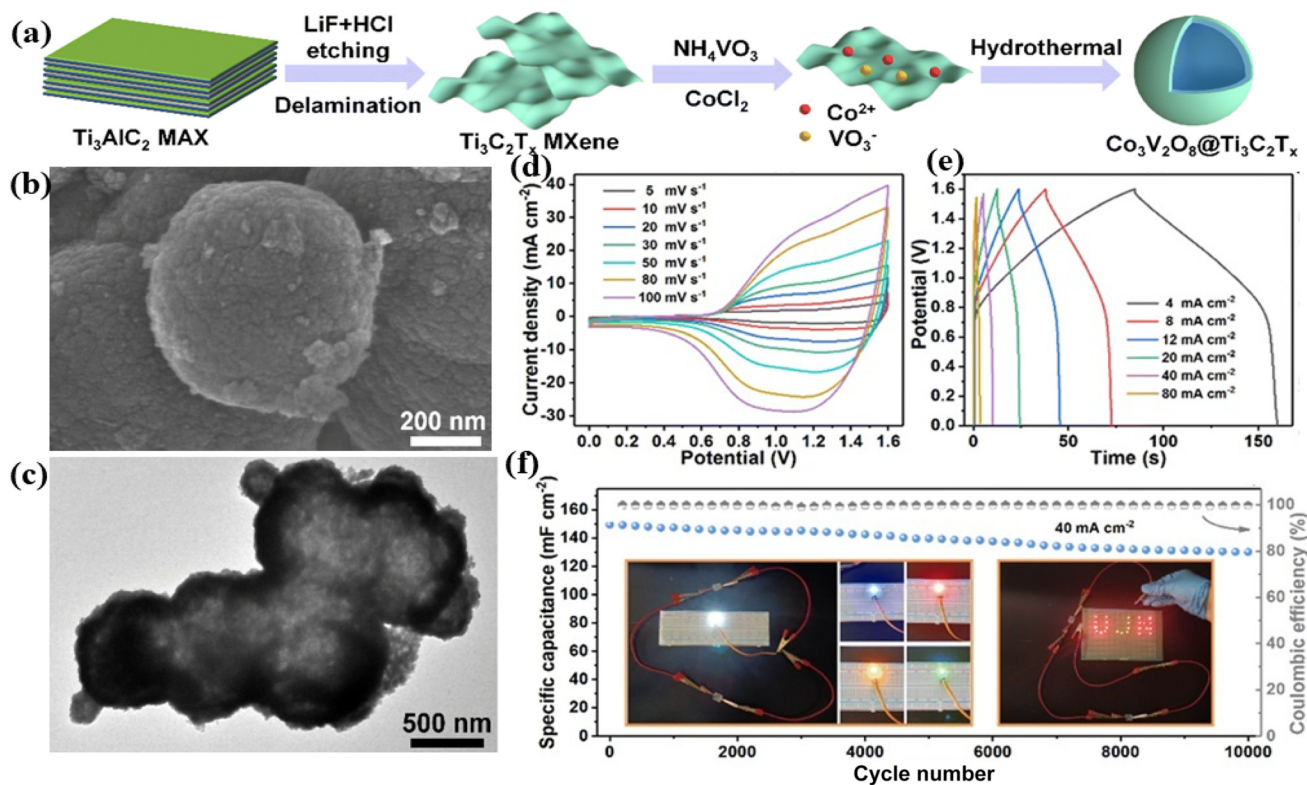 (a)
LiF+HCl
etching
Delamination
NH₄VO₃
CoCl₂
Hydrothermal
Ti₃AlC₂ MAX
Ti₃C₂Tₓ MXene
Co²⁺
VO₃⁻
Co₃V₂O₈@Ti₃C₂Tₓ
(b)
200 nm
(c)
500 nm
(d)
Current density (mA cm⁻²)
40
30
20
10
0
-10
-20
-30
5 mV s⁻¹
10 mV s⁻¹
20 mV s⁻¹
30 mV s⁻¹
50 mV s⁻¹
80 mV s⁻¹
100 mV s⁻¹
0.0 0.2 0.4 0.6 0.8 1.0 1.2 1.4 1.6
Potential (V)
(e)
Potential (V)
1.6
1.4
1.2
1.0
0.8
0.6
0.4
0.2
0.0
4 mA cm⁻²
8 mA cm⁻²
12 mA cm⁻²
20 mA cm⁻²
40 mA cm⁻²
80 mA cm⁻²
0 50 100 150
Time (s)
(f)
Specific capacitance (mF cm⁻²)
160
140
120
100
80
60
40
20
0
40 mA cm⁻²
UJN
100
80
60
40
20
0
Coulombic efficiency (%)
0 2000 4000 6000 8000 10000
Cycle number